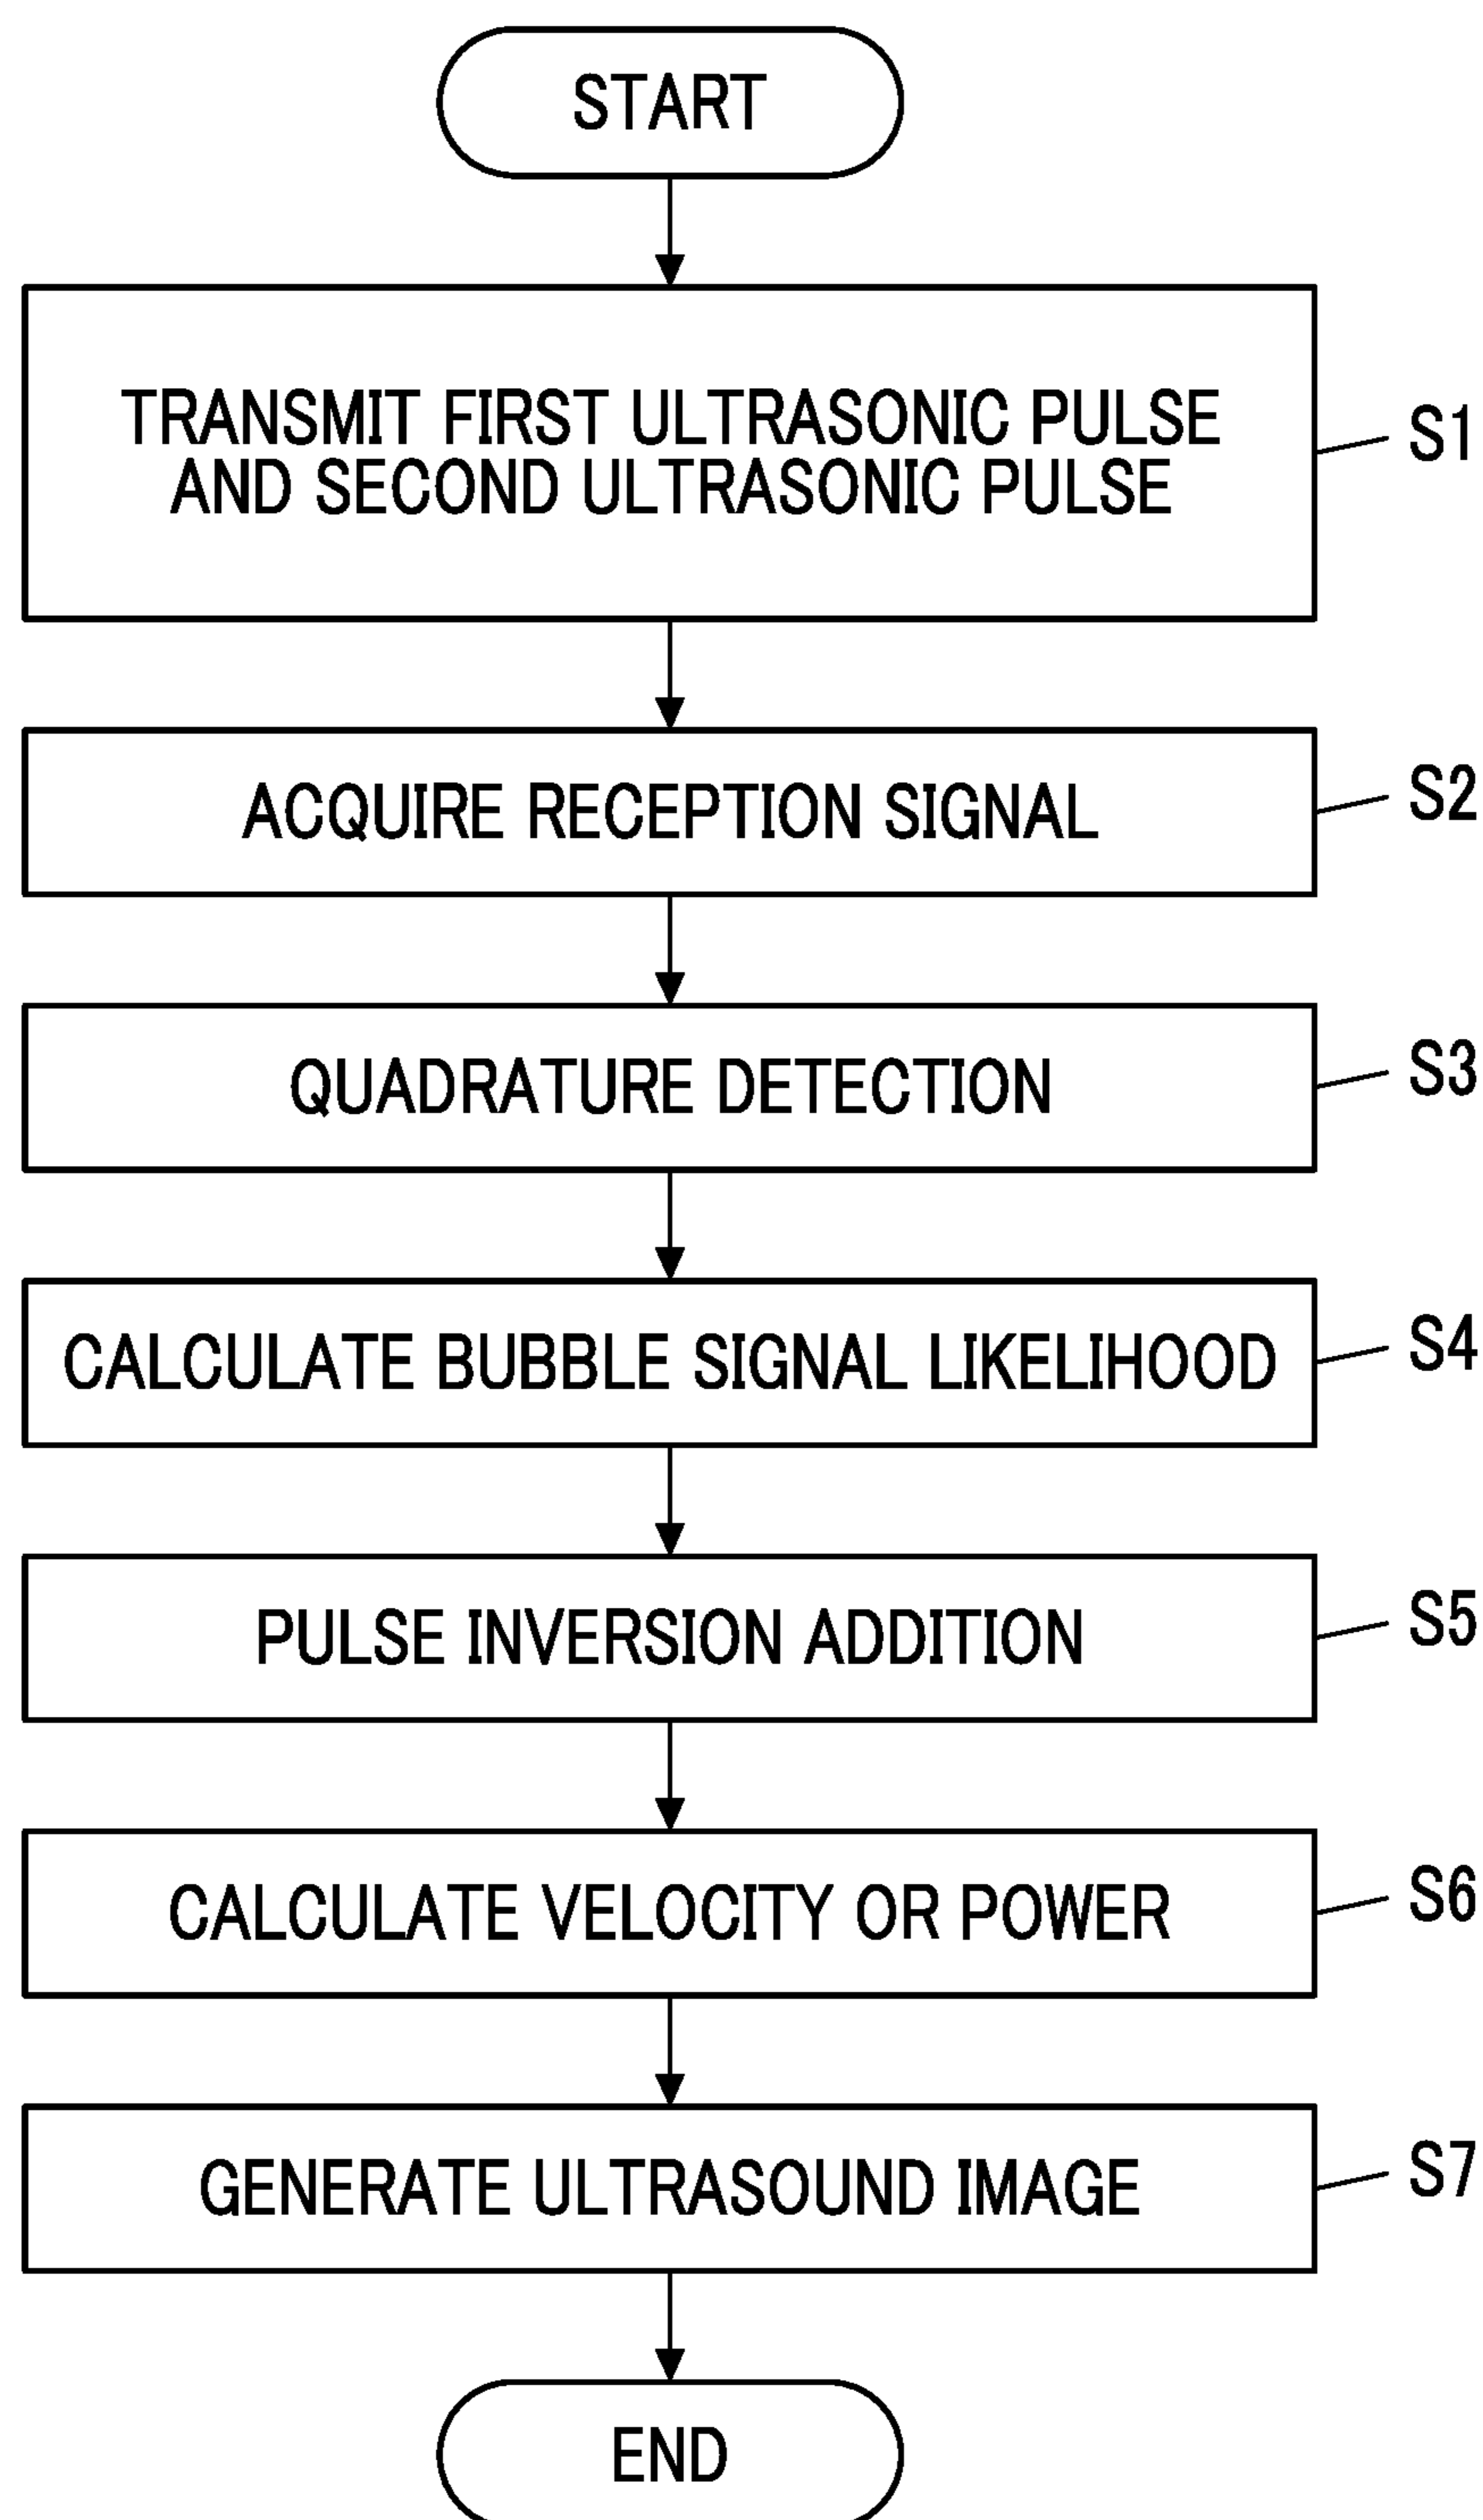 START
TRANSMIT FIRST ULTRASONIC PULSE
AND SECOND ULTRASONIC PULSE
S1
ACQUIRE RECEPTION SIGNAL
S2
QUADRATURE DETECTION
S3
CALCULATE BUBBLE SIGNAL LIKELIHOOD
S4
PULSE INVERSION ADDITION
S5
CALCULATE VELOCITY OR POWER
S6
GENERATE ULTRASOUND IMAGE
S7
END